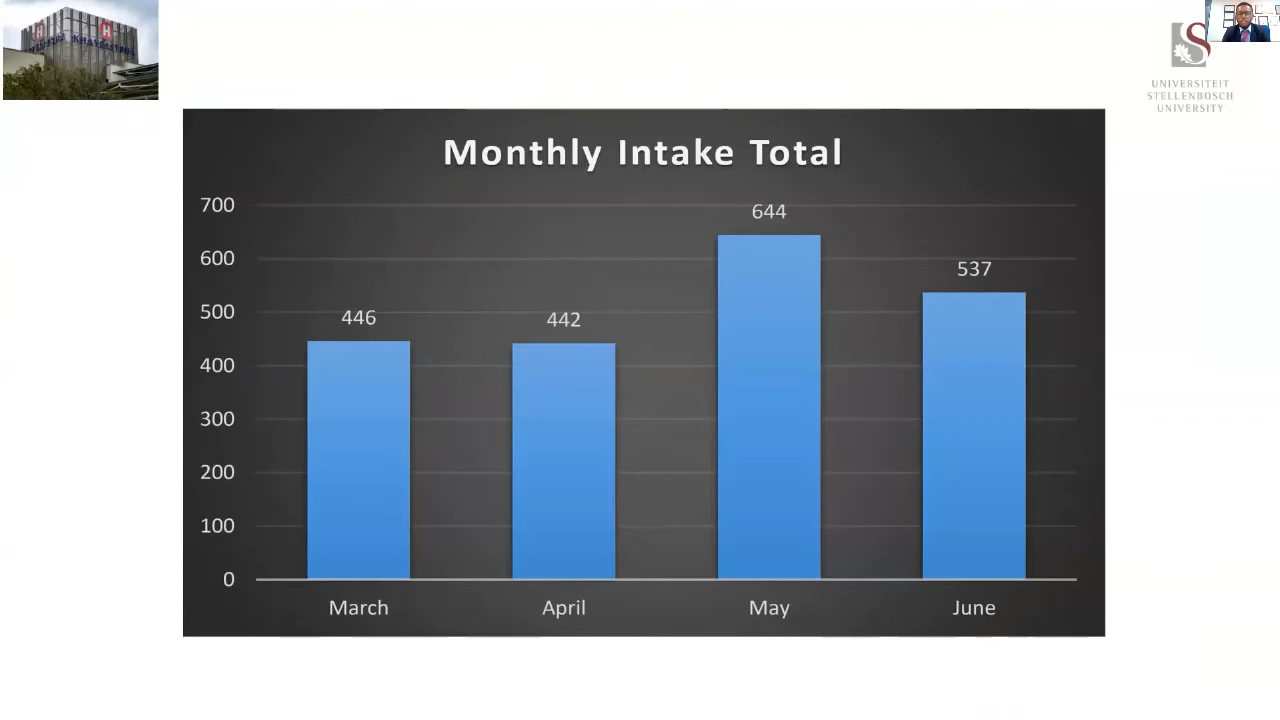 UNIVERSITEIT
STELLENBOSCH
UNIVERSITY
Monthly Intake Total
700
600
500
400
300
200
100
0
446
442
644
537
March
April
May
June